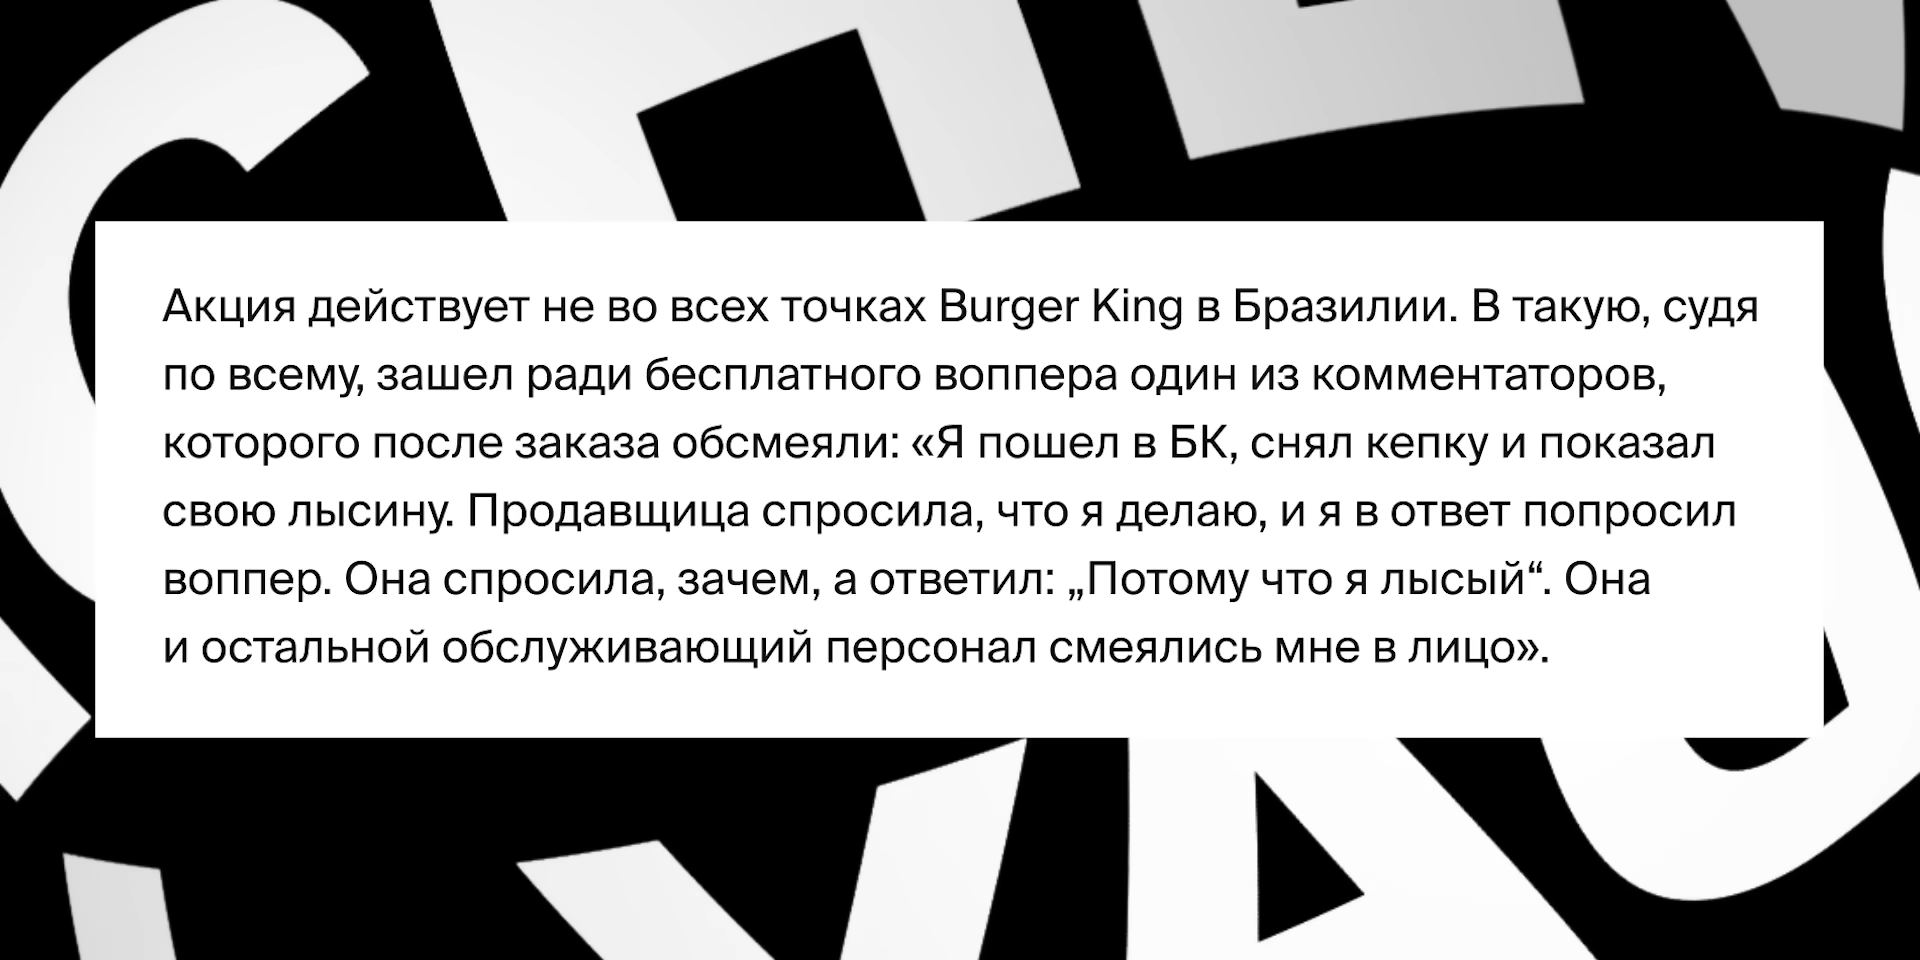 Акция действует не во всех точках Burger King в Бразилии. В такую, судя
по всему, зашел ради бесплатного воппера один из комментаторов,
которого после заказа обсмеяли: «Я пошел в БК, снял кепку и показал
свою лысину. Продавщица спросила, что я делаю, и я в ответ попросил
воппер. Она спросила, зачем, а ответил: „Потому что я лысый“. Она
и остальной обслуживающий персонал смеялись мне в лицо».